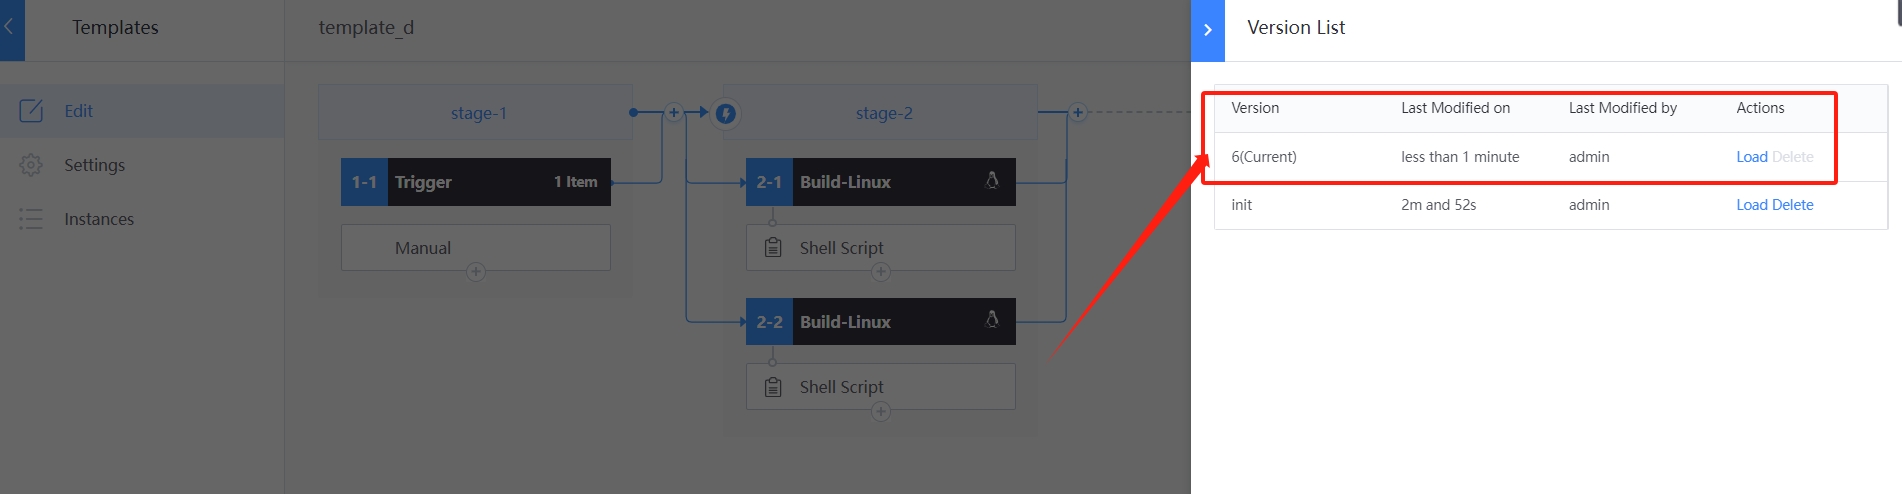 Templates
template_d
Version List
Edit
Settings
Instances
stage-1
1-1 Trigger 1 Item
Manual
stage-2
2-1 Build-Linux
Shell Script
2-2 Build-Linux
Shell Script
Version Last Modified on Last Modified by Actions
6(Current) less than 1 minute admin Load Delete
init 2m and 52s admin Load Delete